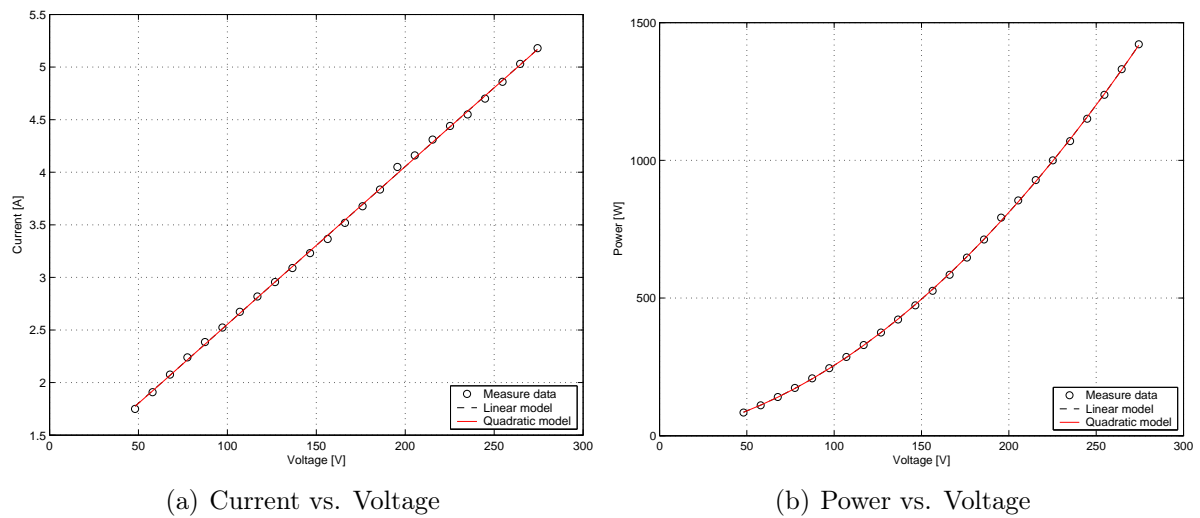 5.5
5
4.5
4
3.5
3
2.5
2
1.5
Current [A]
0 50 100 150 200 250 300
Voltage [V]
Measure data
Linear model
Quadratic model
(a) Current vs. Voltage
1500
1000
500
0
Power [W]
0 50 100 150 200 250 300
Voltage [V]
Measure data
Linear model
Quadratic model
(b) Power vs. Voltage